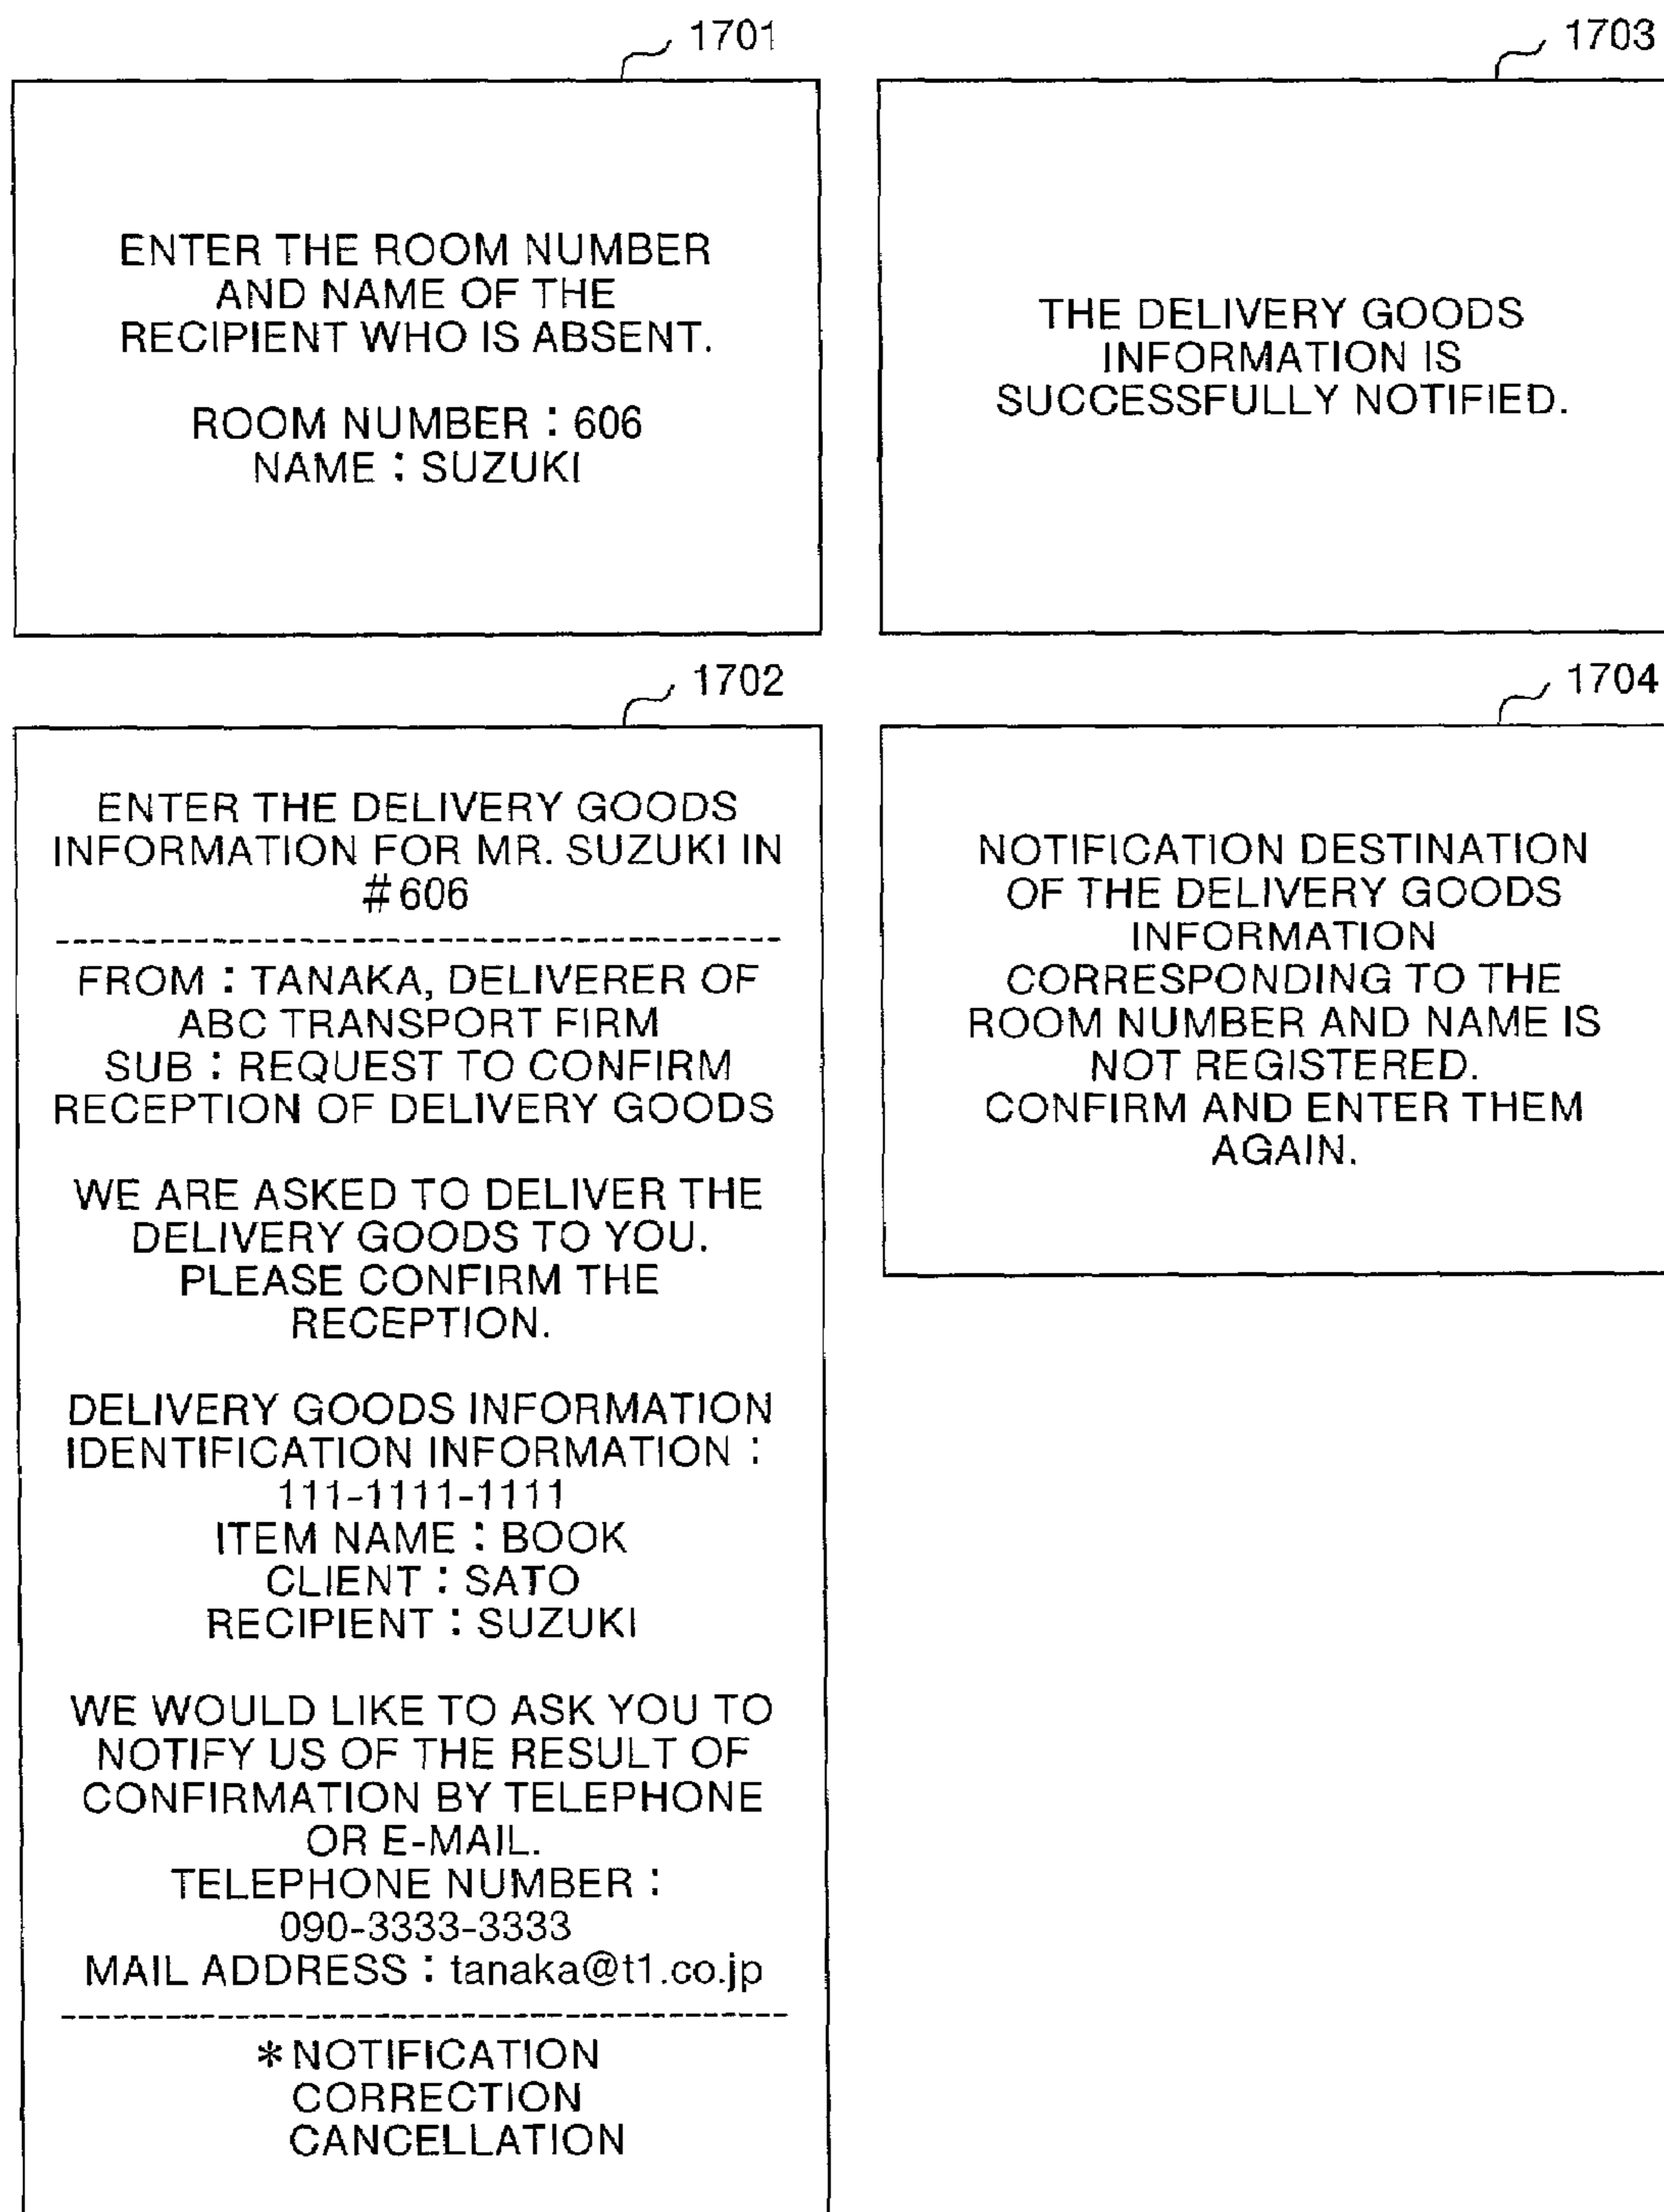 1701
ENTER THE ROOM NUMBER
AND NAME OF THE
RECIPIENT WHO IS ABSENT.
ROOM NUMBER : 606
NAME : SUZUKI
1703
THE DELIVERY GOODS
INFORMATION IS
SUCCESSFULLY NOTIFIED.
1702
ENTER THE DELIVERY GOODS
INFORMATION FOR MR. SUZUKI IN
#606
FROM : TANAKA, DELIVERER OF
ABC TRANSPORT FIRM
SUB : REQUEST TO CONFIRM
RECEPTION OF DELIVERY GOODS
WE ARE ASKED TO DELIVER THE
DELIVERY GOODS TO YOU.
PLEASE CONFIRM THE
RECEPTION.
DELIVERY GOODS INFORMATION
IDENTIFICATION INFORMATION :
111-1111-1111
ITEM NAME : BOOK
CLIENT : SATO
RECIPIENT : SUZUKI
WE WOULD LIKE TO ASK YOU TO
NOTIFY US OF THE RESULT OF
CONFIRMATION BY TELEPHONE
OR E-MAIL.
TELEPHONE NUMBER :
090-3333-3333
MAIL ADDRESS : tanaka@t1.co.jp
*NOTIFICATION
CORRECTION
CANCELLATION
1704
NOTIFICATION DESTINATION
OF THE DELIVERY GOODS
INFORMATION
CORRESPONDING TO THE
ROOM NUMBER AND NAME IS
NOT REGISTERED.
CONFIRM AND ENTER THEM
AGAIN.